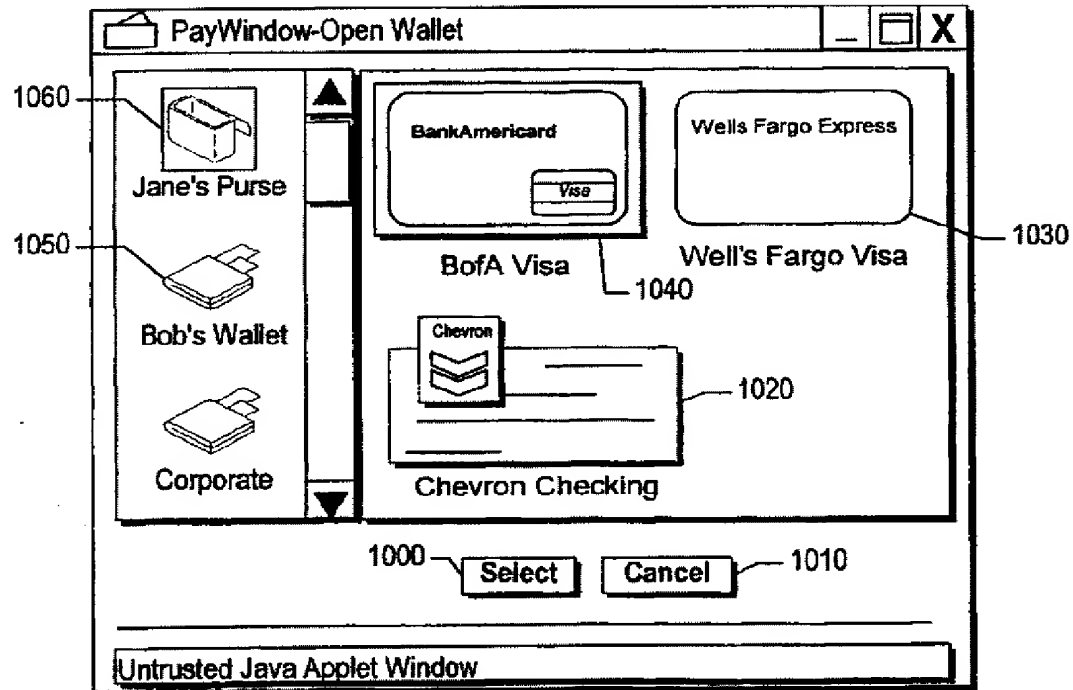 PayWindow-Open Wallet
_ X
1060
Jane's Purse
1050
Bob's Wallet
Corporate
BankAmericard
Visa
BofA Visa
1040
Wells Fargo Express
Well's Fargo Visa
1030
Chevron
1020
Chevron Checking
1000
Select
Cancel
1010
Untrusted Java Applet Window